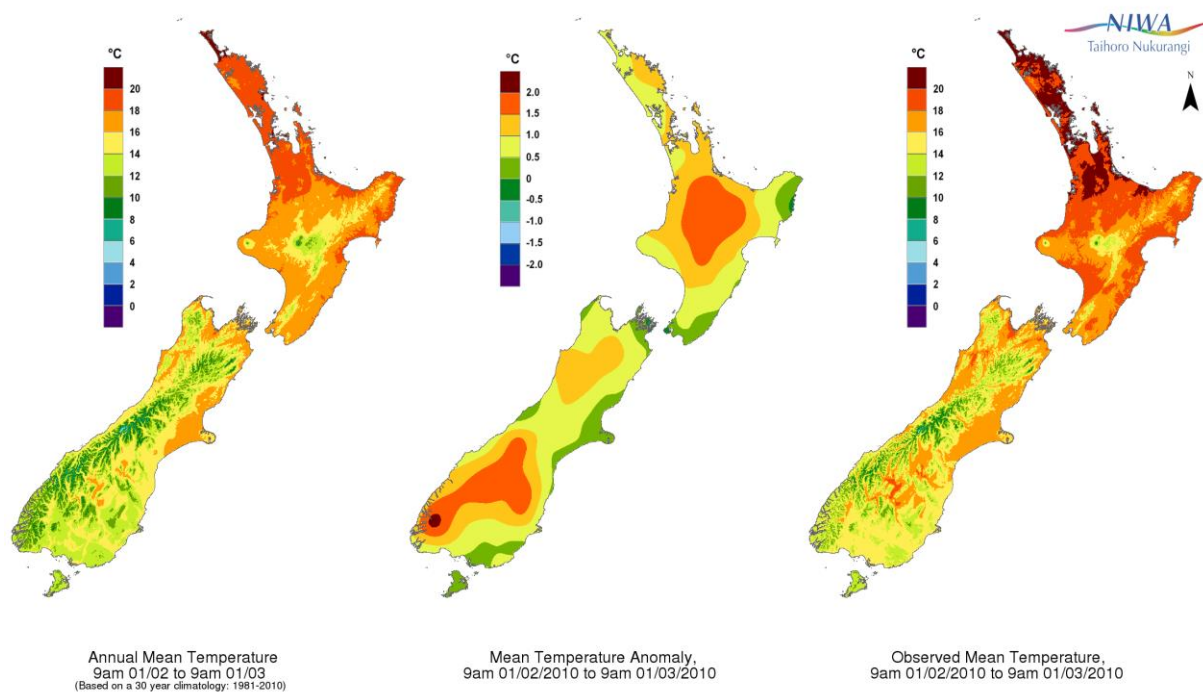 NIWA
Taihoro Nukurangi
N
°C
20
18
16
14
12
10
8
6
4
2
0
°C
2.0
1.5
1.0
0.5
-0.5
-1.0
-1.5
-2.0
°C
20
18
16
14
12
10
8
6
4
2
0
Annual Mean Temperature
9am 01/02 to 9am 01/03
(Based on a 30 year climatology: 1981-2010)
Mean Temperature Anomaly,
9am 01/02/2010 to 9am 01/03/2010
Observed Mean Temperature,
9am 01/02/2010 to 9am 01/03/2010